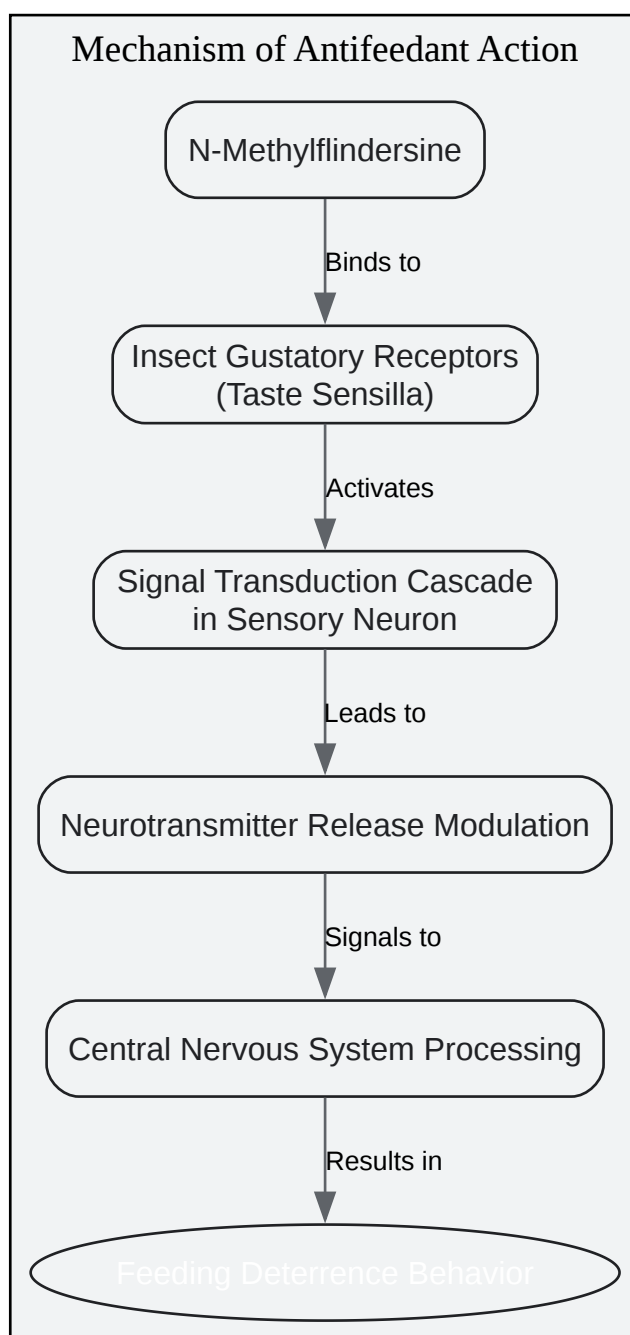 Mechanism of Antifeedant Action
N-Methylflindersine
Binds to
Insect Gustatory Receptors
(Taste Sensilla)
Activates
Signal Transduction Cascade
in Sensory Neuron
Leads to
Neurotransmitter Release Modulation
Signals to
Central Nervous System Processing
Results in
Feeding Deterrence Behavior